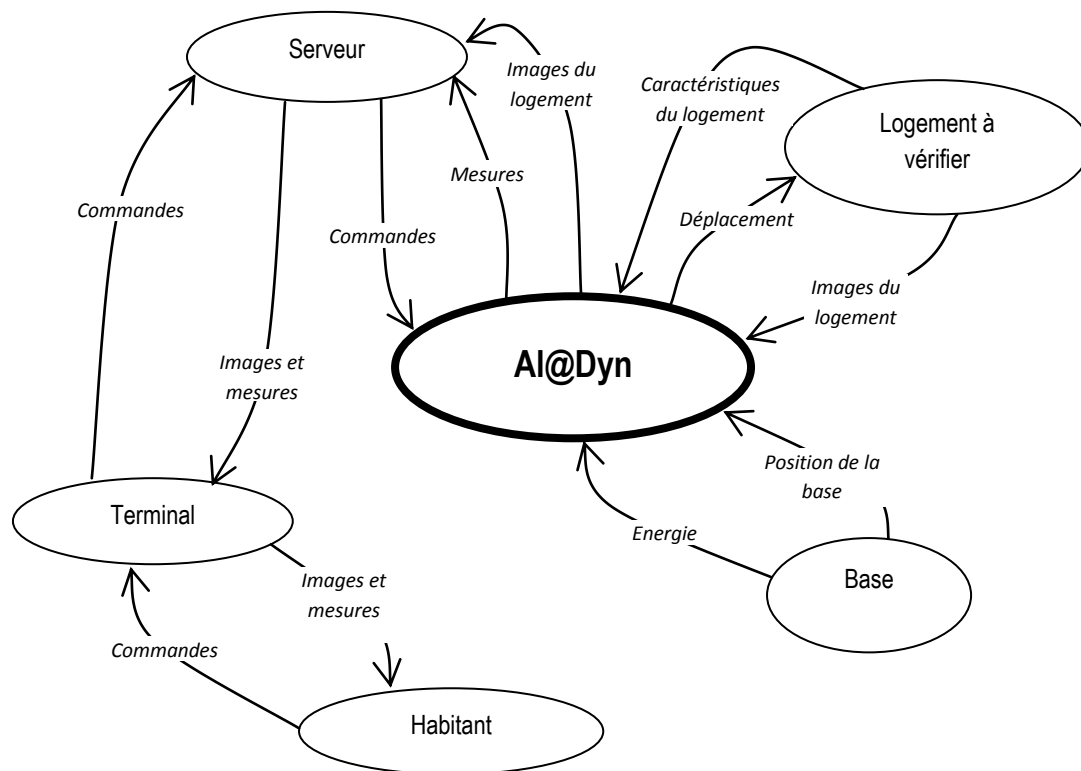 Serveur
Images du
logement
Caractéristiques
du logement
Logement à
vérifier
Mesures
Commandes
Déplacement
Commandes
Images du
logement
Al@Dyn
Images et
mesures
Position de la
base
Terminal
Energie
Base
Images et
mesures
Commandes
Habitant